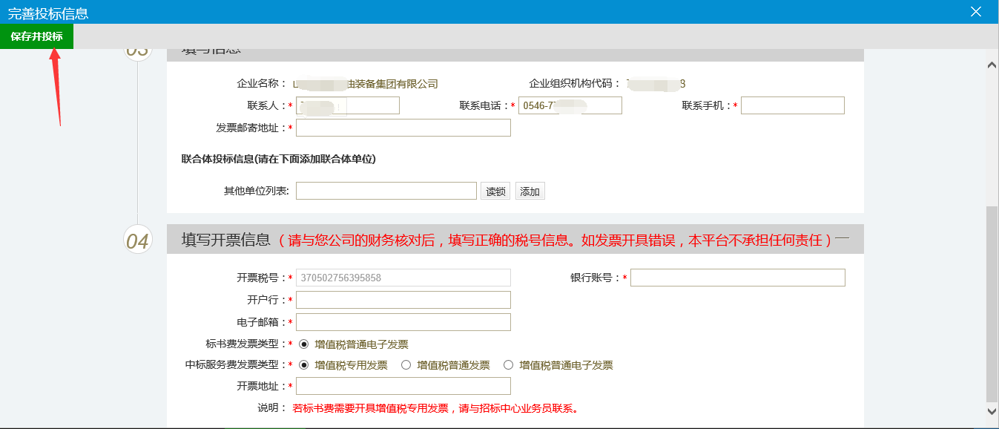 完善投标信息
保存并投标
03 填写信息
企业名称： 油装备集团有限公司 企业组织机构代码： 8
联系人：* 联系电话：* 0546-7 联系手机：*
发票邮寄地址：*
联合体投标信息(请在下面添加联合体单位)
其他单位列表: 读锁 添加
04 填写开票信息（请与您公司的财务核对后，填写正确的税号信息。如发票开具错误，本平台不承担任何责任）
开票税号：* 370502756395858 银行账号：*
开户行：*
电子邮箱：*
标书费发票类型：* 增值税普通电子发票
中标服务费发票类型：* 增值税专用发票 增值税普通发票 增值税普通电子发票
开票地址：*
说明： 若标书费需要开具增值税专用发票，请与招标中心业务员联系。